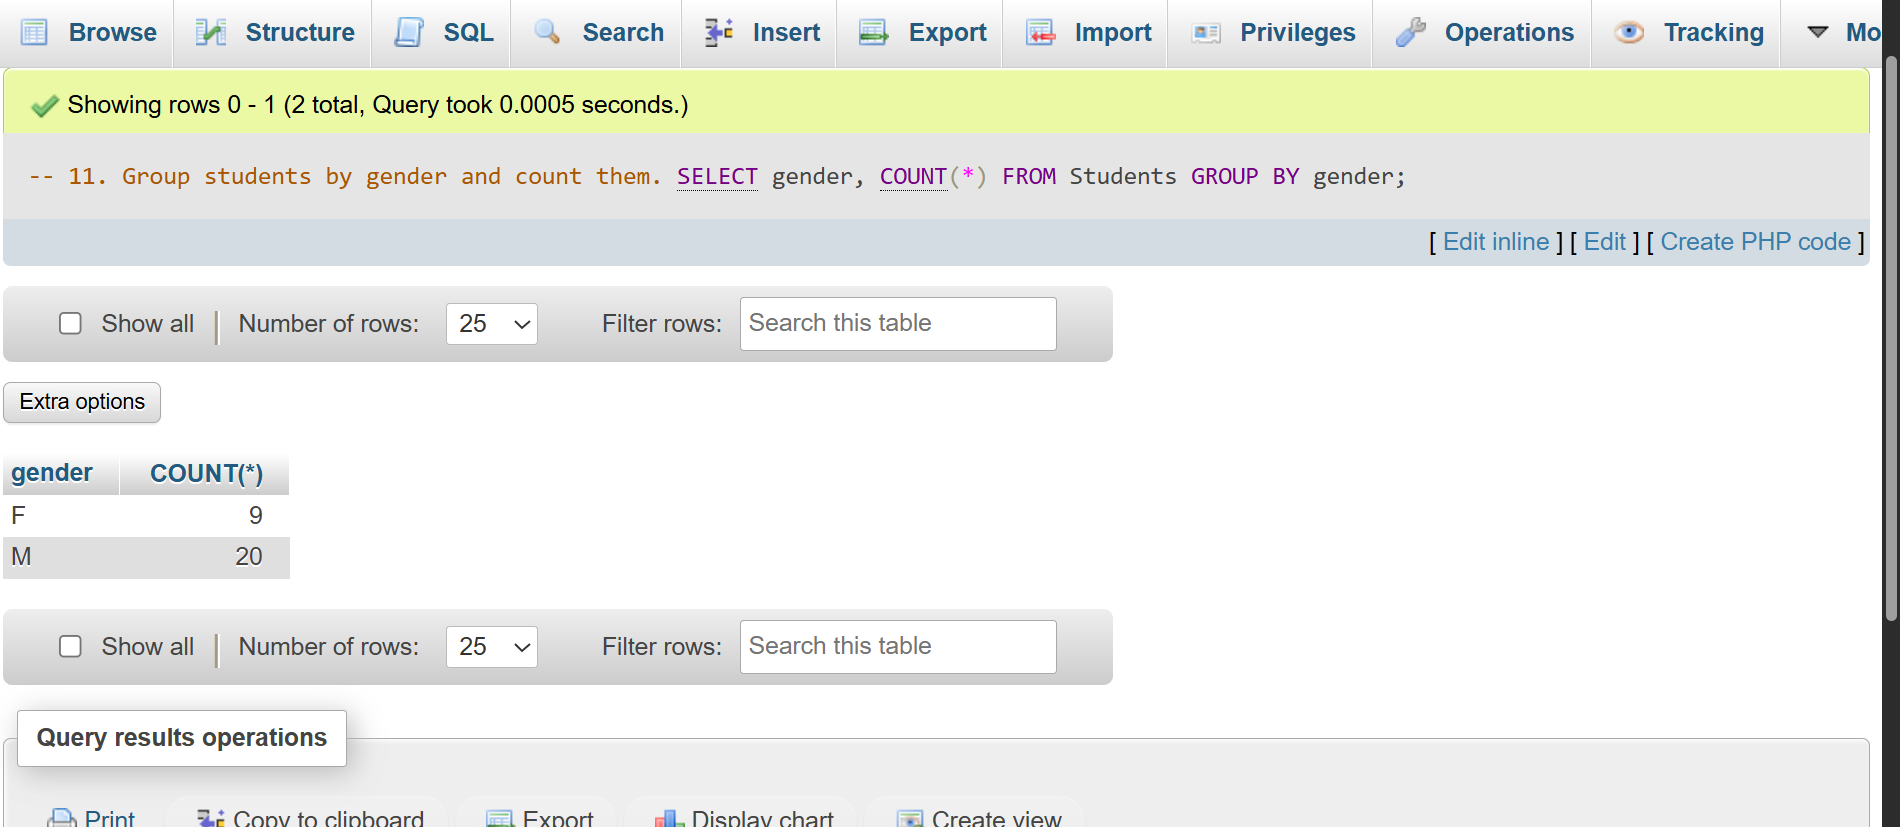 Browse Structure SQL Search Insert Export Import Privileges Operations Tracking Mo
Showing rows 0 - 1 (2 total, Query took 0.0005 seconds.)
-- 11. Group students by gender and count them. SELECT gender, COUNT(*) FROM Students GROUP BY gender;
[ Edit inline ] [ Edit ] [ Create PHP code ]
Show all Number of rows: 25 Filter rows: Search this table
Extra options
gender COUNT(*)
F 9
M 20
Show all Number of rows: 25 Filter rows: Search this table
Query results operations
Print Copy to clipboard Export Display chart Create view